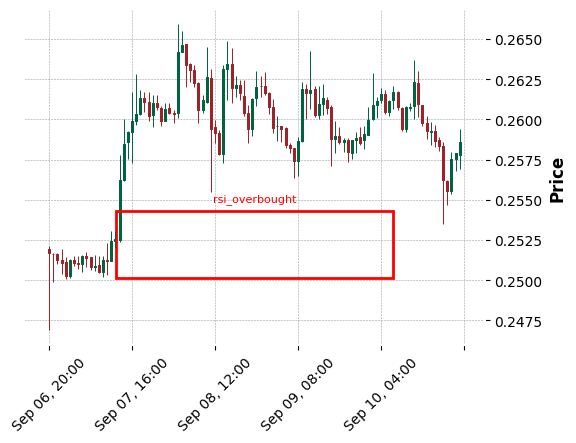 0.2650
0.2625
0.2600
0.2575
0.2550
0.2525
0.2500
0.2475
Price
rsi_overbought
Sep 06, 20:00
Sep 07, 16:00
Sep 08, 12:00
Sep 09, 08:00
Sep 10, 04:00